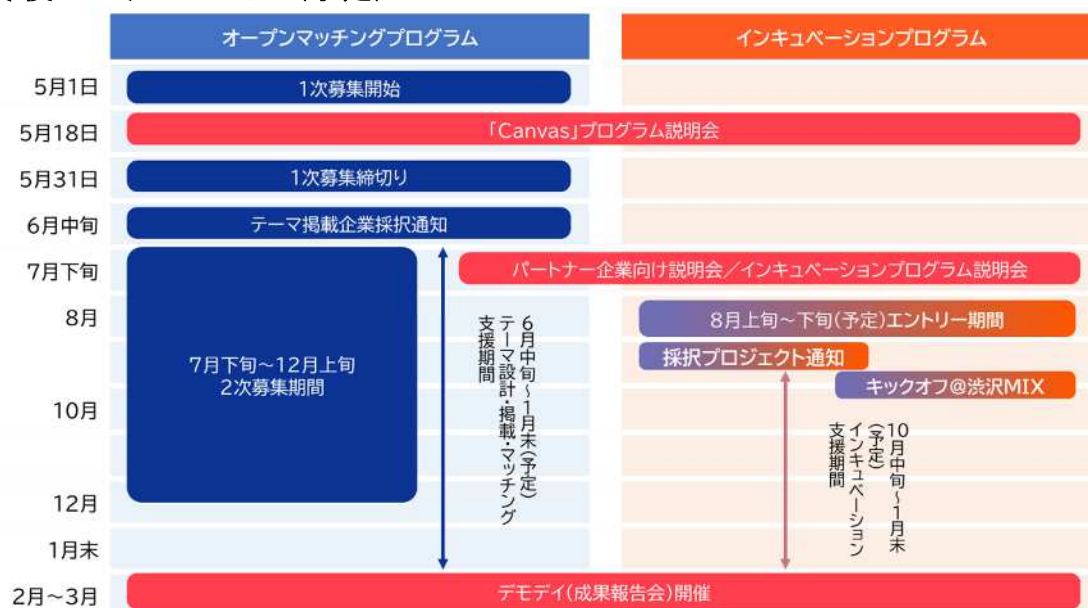 オープンマッチングプログラム
インキュベーションプログラム
5月1日
1次募集開始
5月18日
「Canvas」プログラム説明会
5月31日
1次募集締切り
6月中旬
テーマ掲載企業採択通知
7月下旬
パートナー企業向け説明会／インキュベーションプログラム説明会
8月
8月上旬～下旬(予定)エントリー期間
採択プロジェクト通知
キックオフ@渋沢MIX
7月下旬～12月上旬
2次募集期間
6月中旬～1月末(予定)
テーマ設計・掲載・マッチング
支援期間
10月
10月中旬～1月末
(予定)
インキュベーション
支援期間
12月
1月末
2月～3月
デモデイ(成果報告会)開催